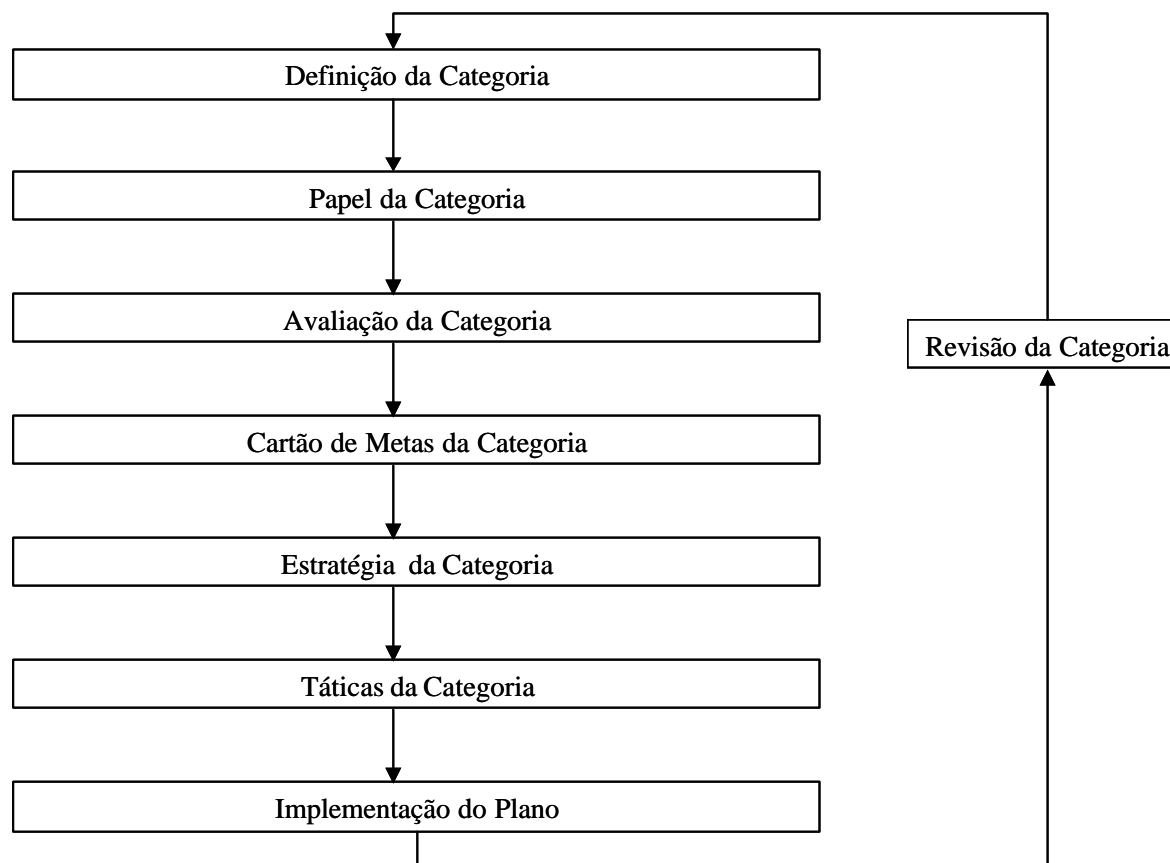 Definição da Categoria
Papel da Categoria
Avaliação da Categoria
Revisão da Categoria
Cartão de Metas da Categoria
Estratégia da Categoria
Táticas da Categoria
Implementação do Plano